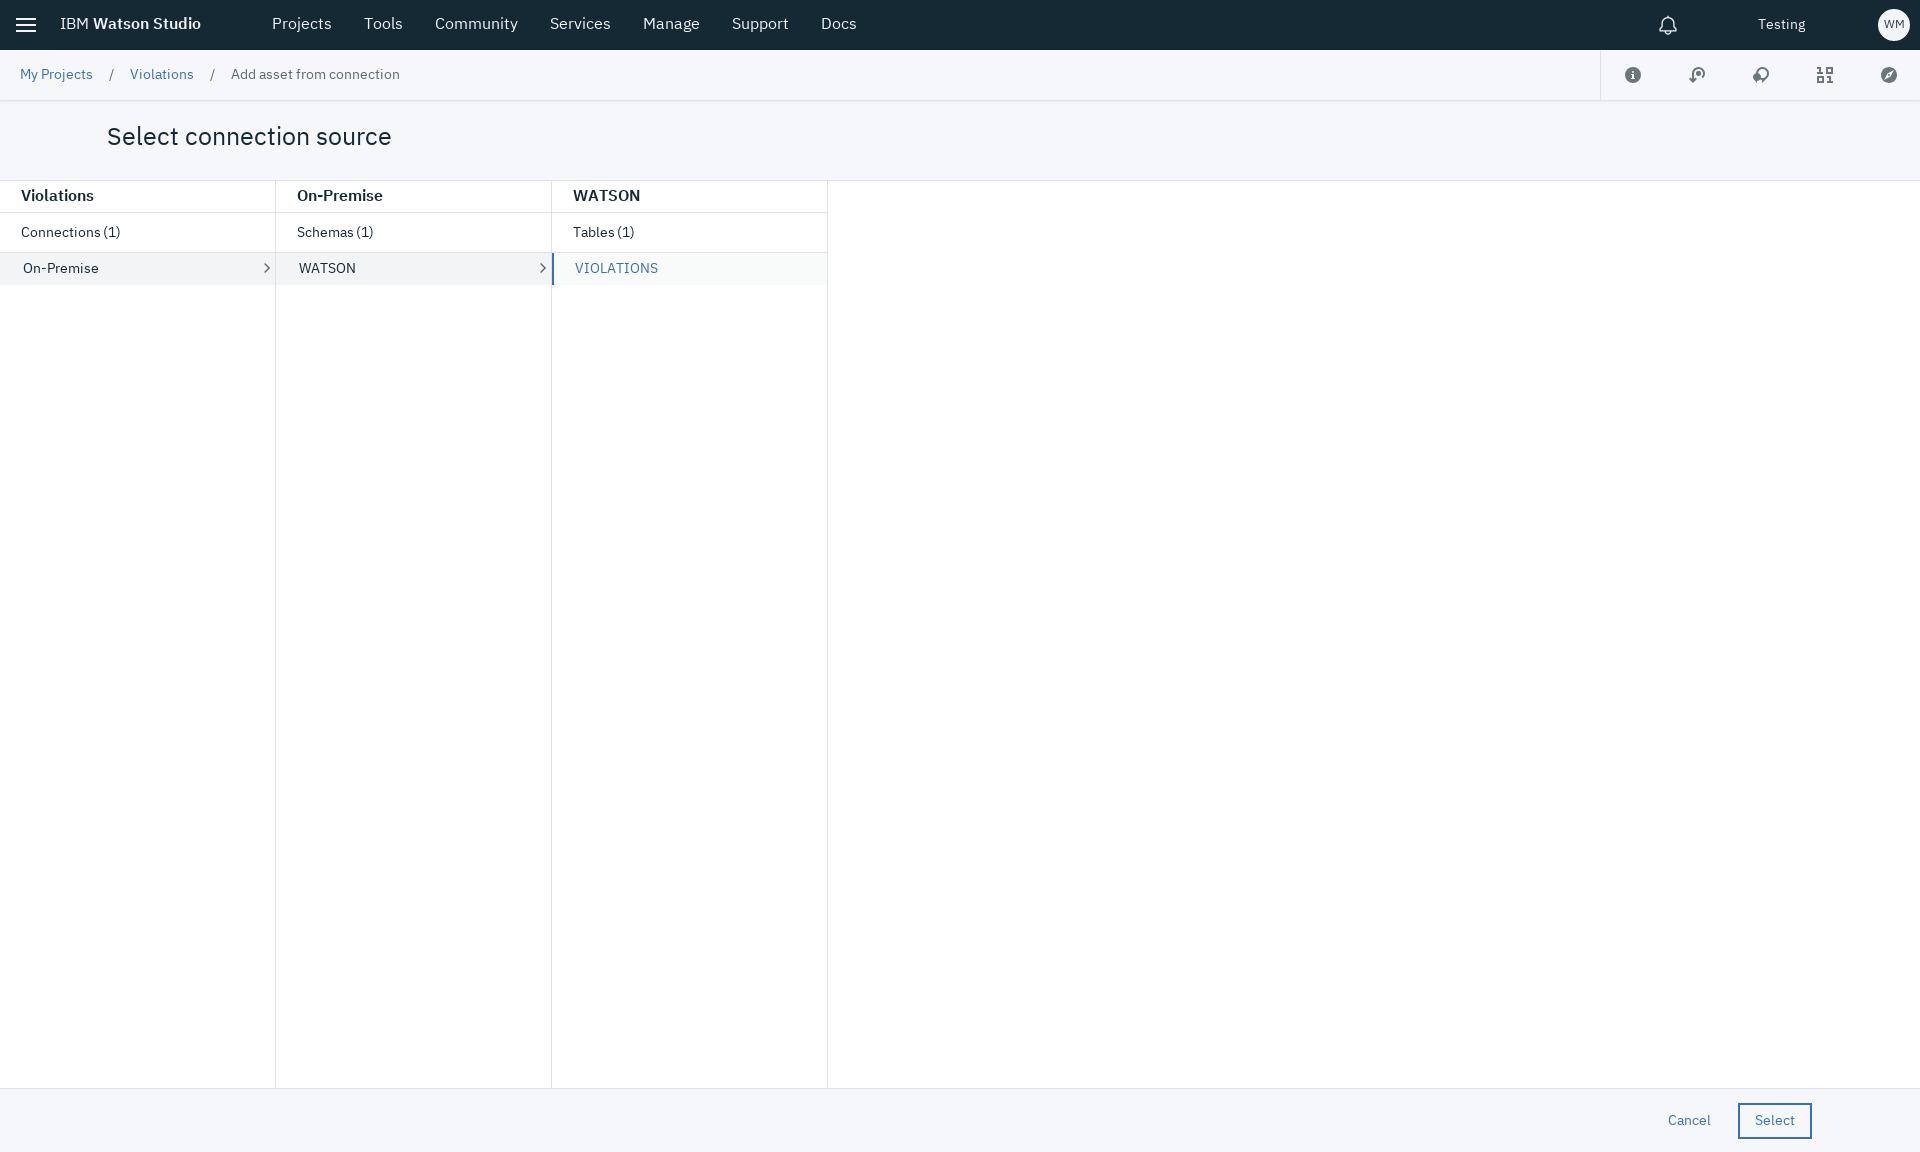 IBM Watson Studio Projects Tools Community Services Manage Support Docs Testing WM
My Projects / Violations / Add asset from connection
Select connection source
Violations On-Premise WATSON
Connections (1) Schemas (1) Tables (1)
On-Premise WATSON VIOLATIONS
Cancel Select